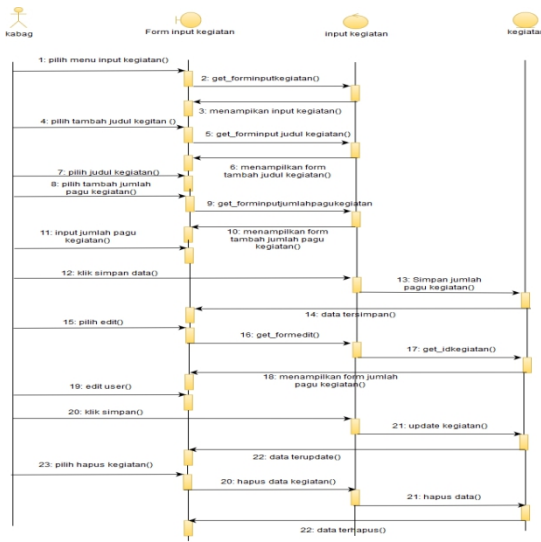 kabag
Form input kegiatan
input kegiatan
kegiatan
1: pilih menu input kegiatan()
2: get_forminputkegiatan()
3: menampikan input kegiatan()
4: pilih tambah judul kegitan ()
5: get_forminput judul kegiatan()
6: menampilkan form
tambah judul kegiatan()
7: pilih judul kegiatan()
8: pilih tambah jumlah
pagu kegiatan()
9: get_forminputjumlahpagukegiatan
10: menampilkan form
tambah jumlah pagu
kegiatan()
11: input jumlah pagu
kegiatan()
12: klik simpan data()
13: Simpan jumlah
pagu kegiatan()
14: data tersimpan()
15: pilih edit()
16: get_formedit()
17: get_idkegiatan()
18: menampilkan form jumlah
pagu kegiatan()
19: edit user()
20: klik simpan()
21: update kegiatan()
22: data terupdate()
23: pilih hapus kegiatan()
20: hapus data kegiatan()
21: hapus data()
22: data terhapus()